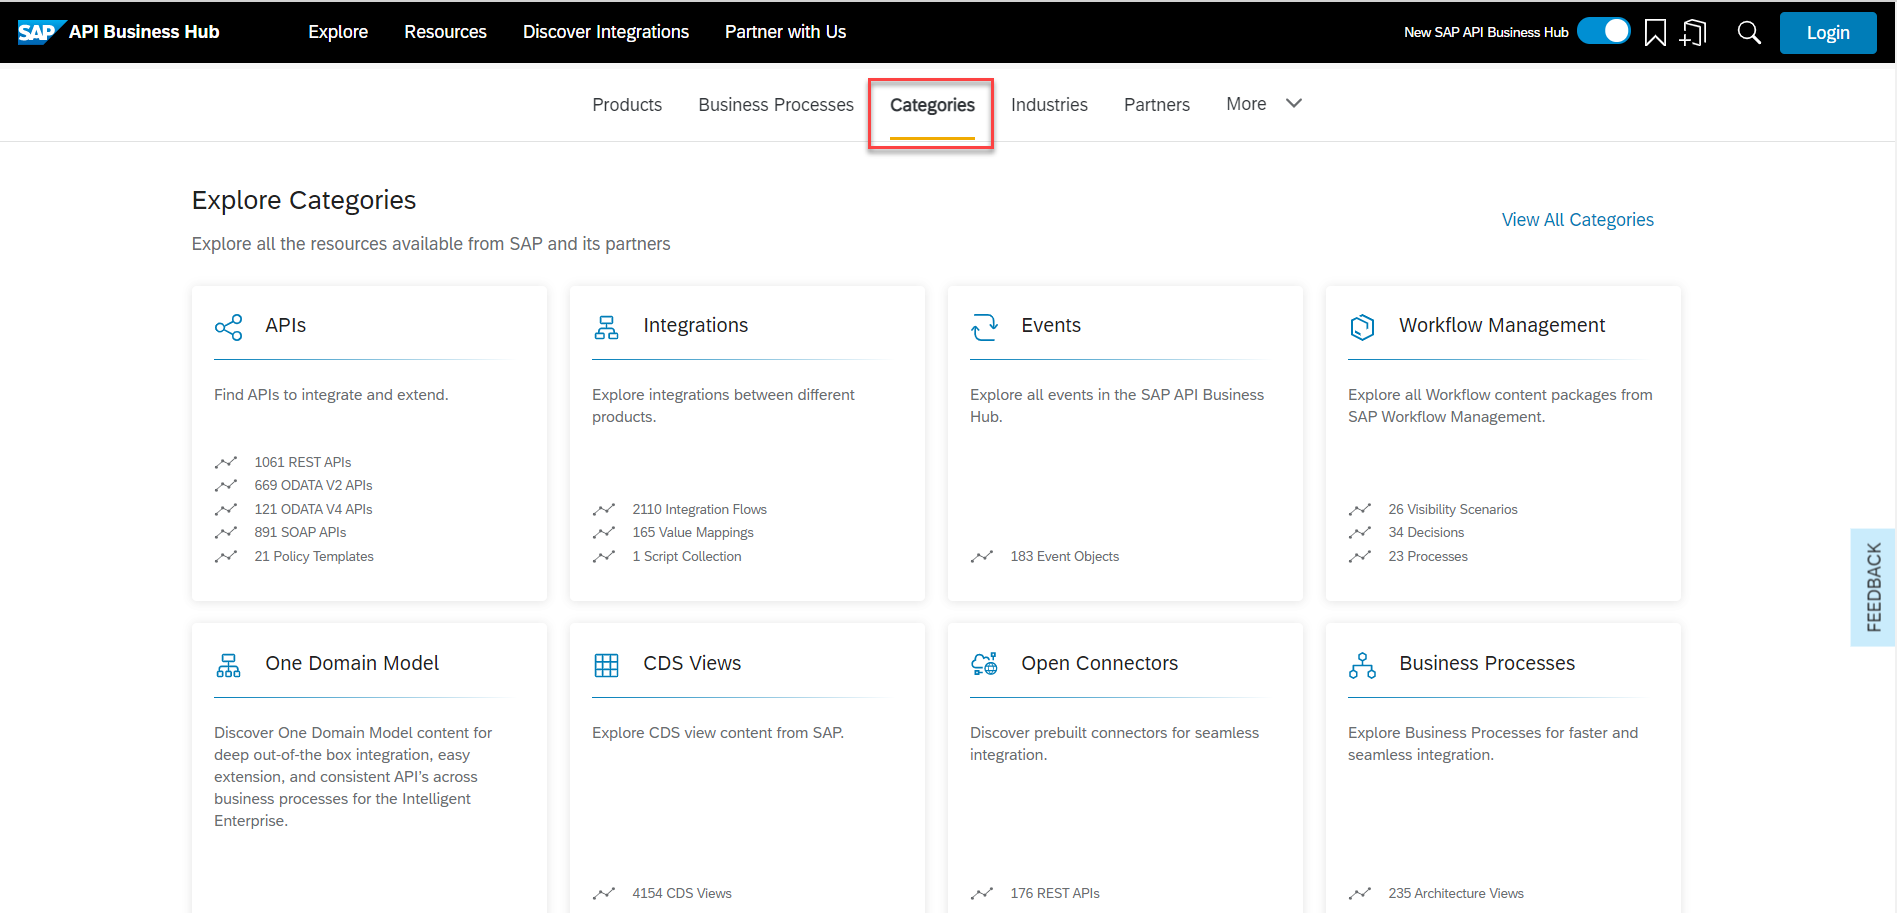 SAP API Business Hub
Explore
Resources
Discover Integrations
Partner with Us
New SAP API Business Hub
Login
Products
Business Processes
Categories
Industries
Partners
More
Explore Categories
View All Categories
Explore all the resources available from SAP and its partners
APIs
Find APIs to integrate and extend.
1061 REST APIs
669 ODATA V2 APIs
121 ODATA V4 APIs
891 SOAP APIs
21 Policy Templates
Integrations
Explore integrations between different
products.
2110 Integration Flows
165 Value Mappings
1 Script Collection
Events
Explore all events in the SAP API Business
Hub.
183 Event Objects
Workflow Management
Explore all Workflow content packages from
SAP Workflow Management.
26 Visibility Scenarios
34 Decisions
23 Processes
FEEDBACK
One Domain Model
Discover One Domain Model content for
deep out-of-the box integration, easy
extension, and consistent API's across
business processes for the Intelligent
Enterprise.
CDS Views
Explore CDS view content from SAP.
4154 CDS Views
Open Connectors
Discover prebuilt connectors for seamless
integration.
176 REST APIs
Business Processes
Explore Business Processes for faster and
seamless integration.
235 Architecture Views